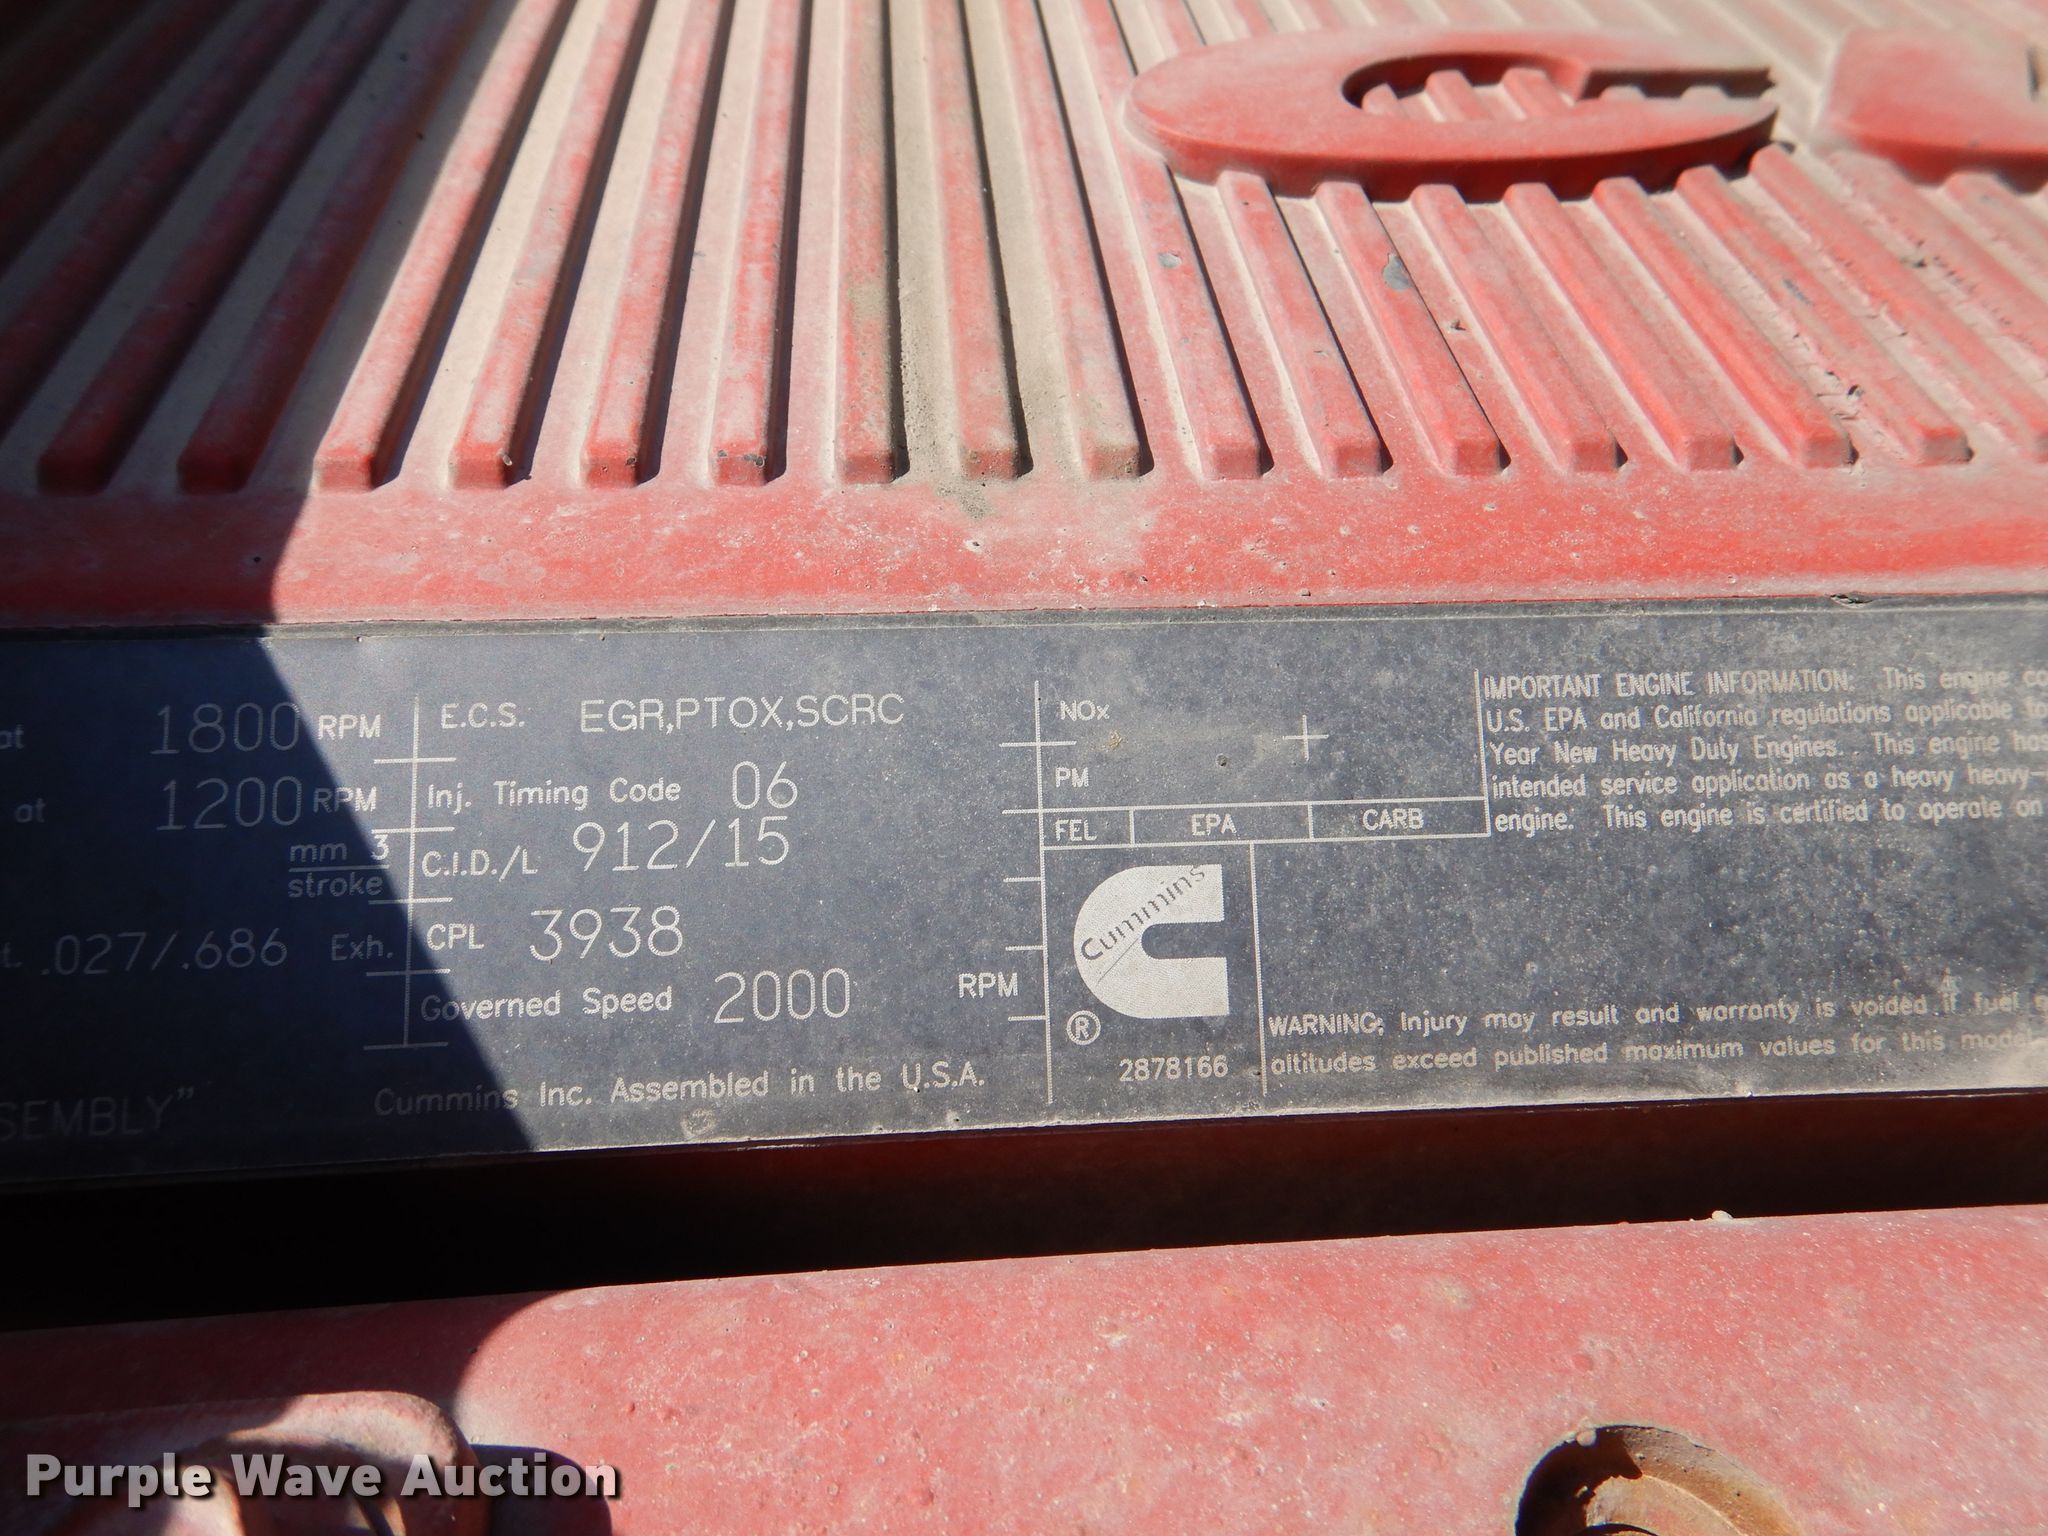 at 1800 RPM
at 1200 RPM
mm 3
stroke
.027/.686 Exh.
E.C.S. EGR,PTOX,SCRC
Inj. Timing Code 06
C.I.D./L 912/15
CPL 3938
Governed Speed 2000 RPM
Cummins Inc. Assembled in the U.S.A.
NOx
PM
FEL EPA CARB
Cummins
®
2878166
IMPORTANT ENGINE INFORMATION: This engine
U.S. EPA and California regulations applicable
Year New Heavy Duty Engines. This engine has
intended service application as a heavy heavy-
engine. This engine is certified to operate on
WARNING: Injury may result and warranty is voided if fuel
altitudes exceed published maximum values for this model
Purple Wave Auction